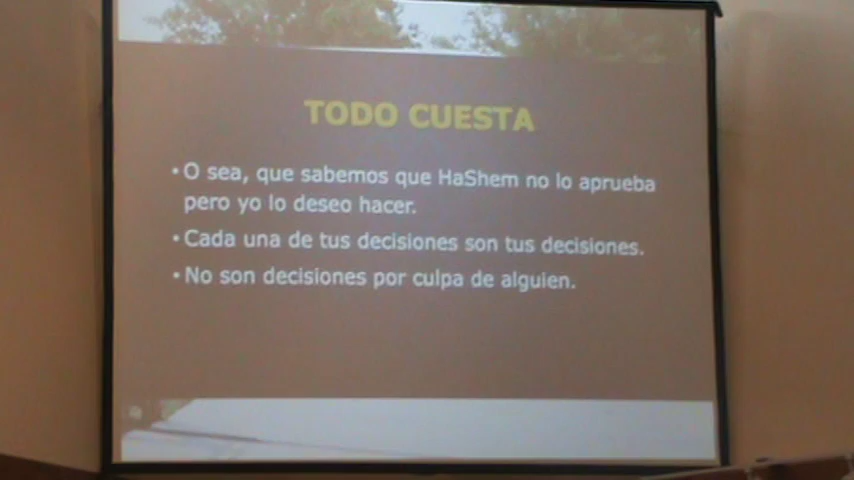 TODO CUESTA
• O sea, que sabemos que HaShem no lo aprueba
pero yo lo deseo hacer.
• Cada una de tus decisiones son tus decisiones.
• No son decisiones por culpa de alguien.